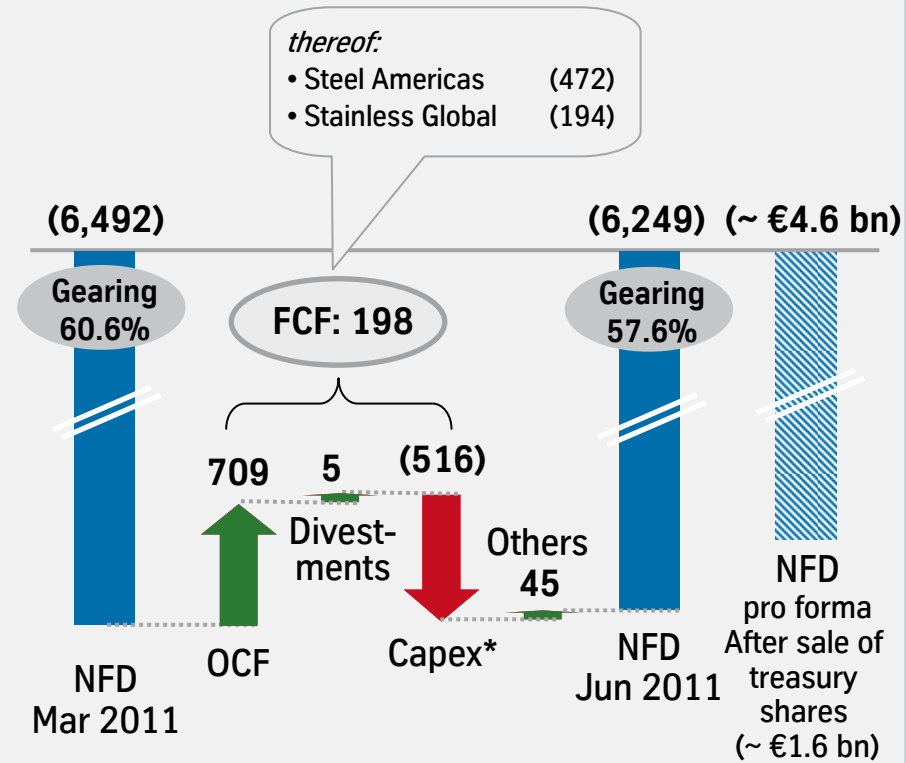 thereof:
• Steel Americas (472)
• Stainless Global (194)
(6,492)
(6,249)
(~ €4.6 bn)
Gearing
60.6%
FCF: 198
Gearing
57.6%
709
5
(516)
Divest-
ments
Others
45
OCF
Capex*
NFD
Mar 2011
NFD
Jun 2011
NFD
pro forma
After sale of
treasury
shares
(~ €1.6 bn)